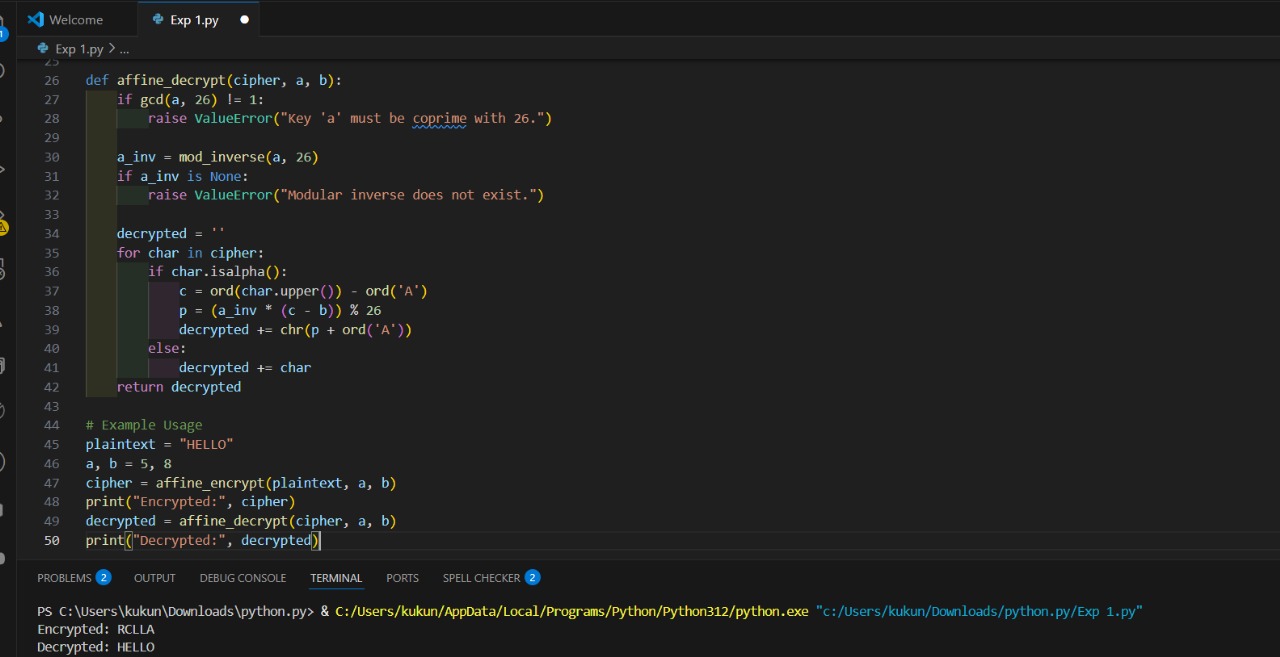 Welcome
Exp 1.py
Exp 1.py > ...
25
26 def affine_decrypt(cipher, a, b):
27     if gcd(a, 26) != 1:
28         raise ValueError("Key 'a' must be coprime with 26.")
29
30     a_inv = mod_inverse(a, 26)
31     if a_inv is None:
32         raise ValueError("Modular inverse does not exist.")
33
34     decrypted = ''
35     for char in cipher:
36         if char.isalpha():
37             c = ord(char.upper()) - ord('A')
38             p = (a_inv * (c - b)) % 26
39             decrypted += chr(p + ord('A'))
40         else:
41             decrypted += char
42     return decrypted
43
44 # Example Usage
45 plaintext = "HELLO"
46 a, b = 5, 8
47 cipher = affine_encrypt(plaintext, a, b)
48 print("Encrypted:", cipher)
49 decrypted = affine_decrypt(cipher, a, b)
50 print("Decrypted:", decrypted)
PROBLEMS 2 OUTPUT DEBUG CONSOLE TERMINAL PORTS SPELL CHECKER 2
PS C:\Users\kukun\Downloads\python.py> & C:/Users/kukun/AppData/Local/Programs/Python/Python312/python.exe "c:/Users/kukun/Downloads/python.py/Exp 1.py"
Encrypted: RCLLA
Decrypted: HELLO